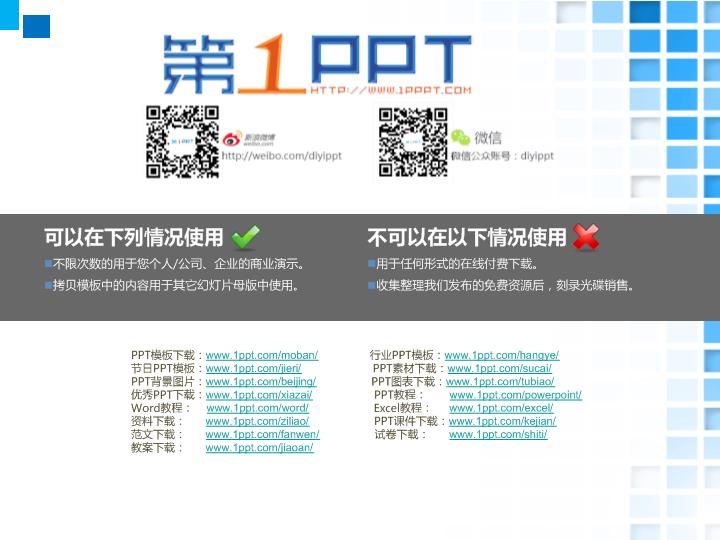 第1PPT
HTTP://WWW.1PPT.COM
新浪微博
weibo.com
http://weibo.com/diyippt
微信
微信公众账号：diyippt
可以在下列情况使用
不限次数的用于您个人/公司、企业的商业演示。
拷贝模板中的内容用于其它幻灯片母版中使用。
不可以在以下情况使用
用于任何形式的在线付费下载。
收集整理我们发布的免费资源后，刻录光碟销售。
PPT模板下载：www.1ppt.com/moban/ 行业PPT模板：www.1ppt.com/hangye/
节日PPT模板：www.1ppt.com/jieri/ PPT素材下载：www.1ppt.com/sucai/
PPT背景图片：www.1ppt.com/beijing/ PPT图表下载：www.1ppt.com/tubiao/
优秀PPT下载：www.1ppt.com/xiazai/ PPT教程： www.1ppt.com/powerpoint/
Word教程： www.1ppt.com/word/ Excel教程： www.1ppt.com/excel/
资料下载： www.1ppt.com/ziliao/ PPT课件下载：www.1ppt.com/kejian/
范文下载： www.1ppt.com/fanwen/ 试卷下载： www.1ppt.com/shiti/
教案下载： www.1ppt.com/jiaoan/